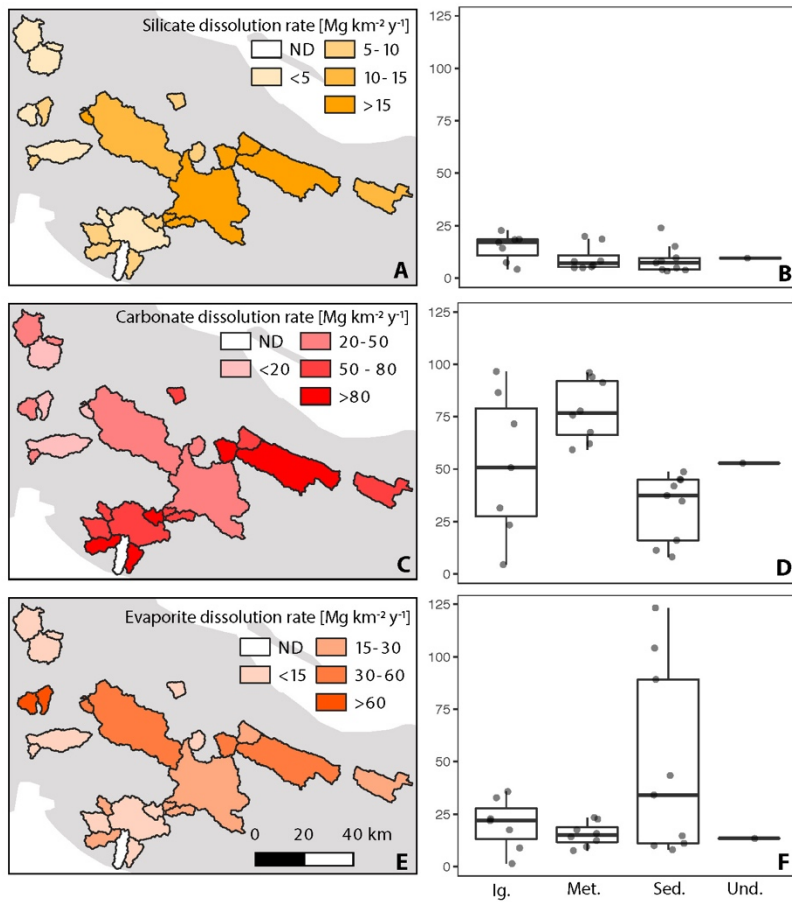 Silicate dissolution rate [Mg km⁻² y⁻¹]
ND 5-10
<5 10-15
>15
A
125
100
75
50
25
0
B
Carbonate dissolution rate [Mg km⁻² y⁻¹]
ND 20-50
<20 50-80
>80
C
125
100
75
50
25
0
D
Evaporite dissolution rate [Mg km⁻² y⁻¹]
ND 15-30
<15 30-60
>60
0 20 40 km
E
125
100
75
50
25
0
F
Ig. Met. Sed. Und.